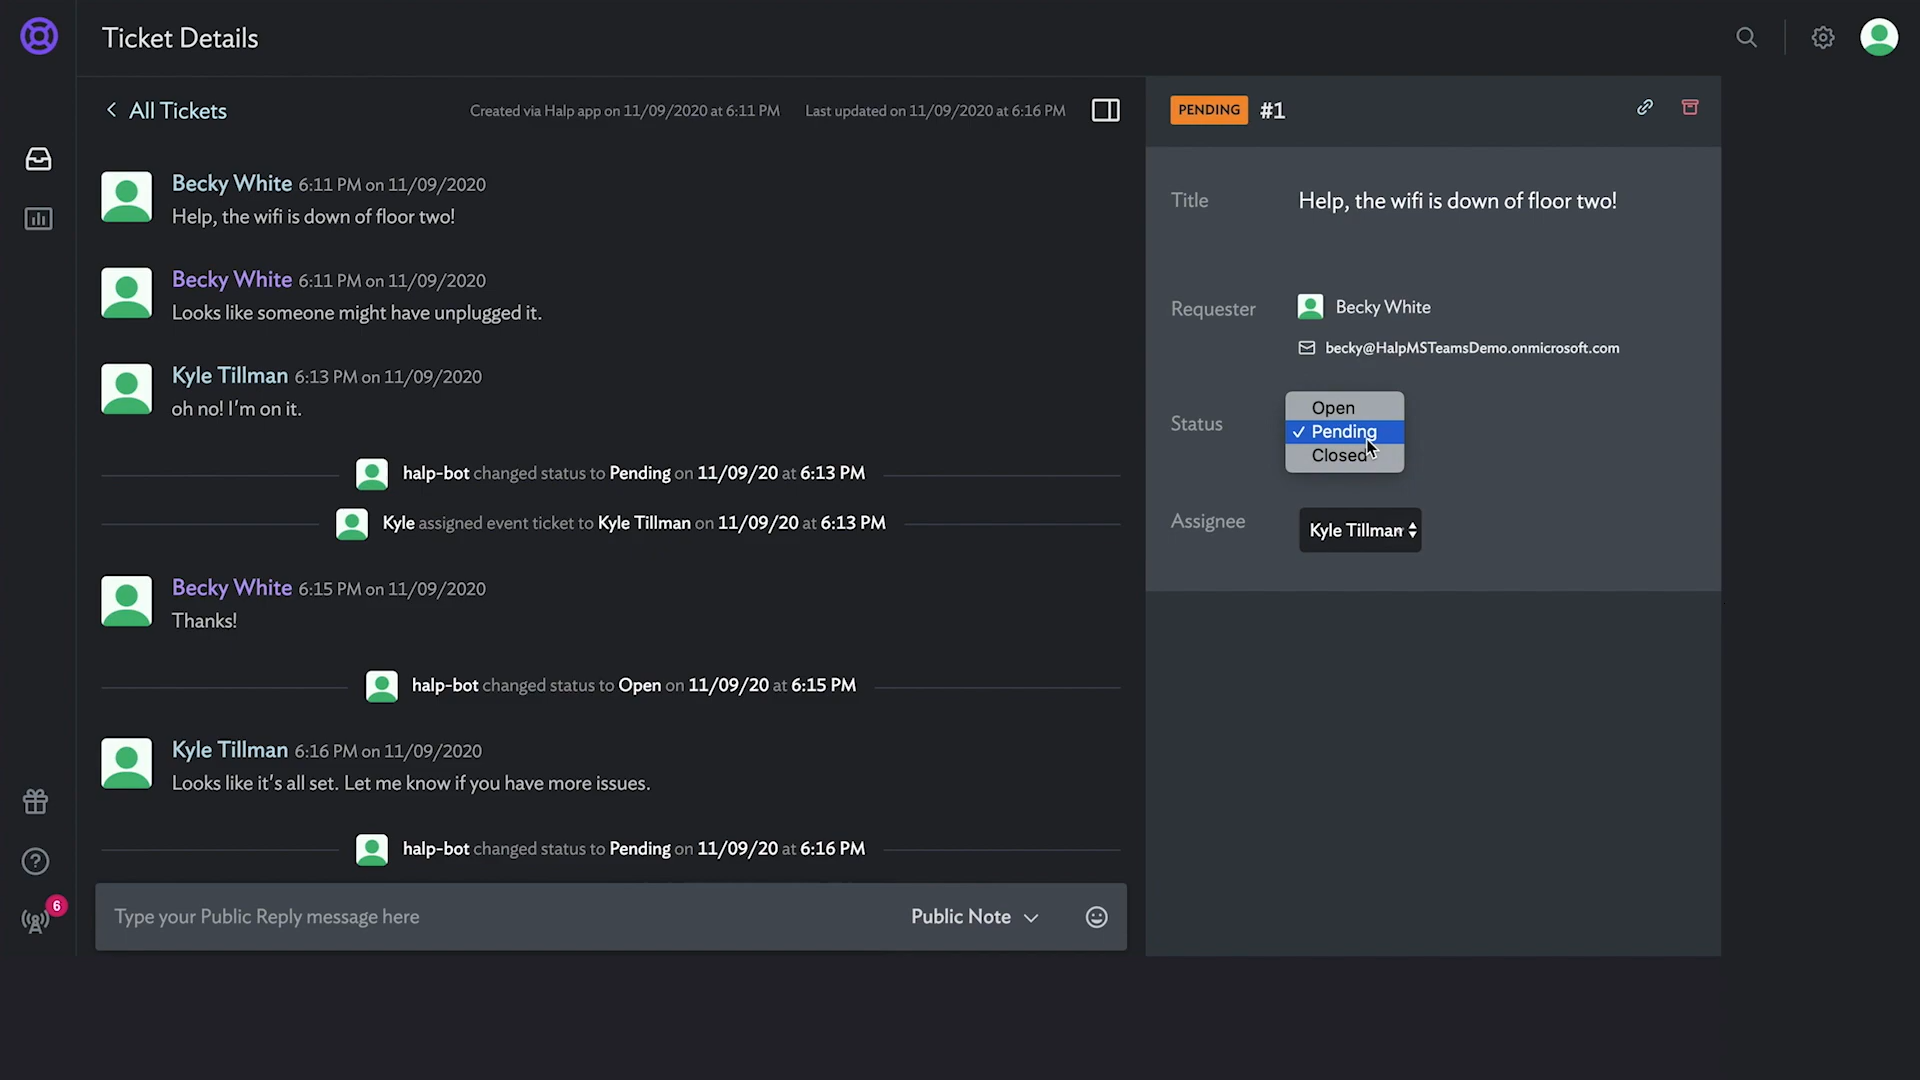 Ticket Details
All Tickets
Created via Halp app on 11/09/2020 at 6:11 PM
Last updated on 11/09/2020 at 6:16 PM
Becky White 6:11 PM on 11/09/2020
Help, the wifi is down of floor two!
Becky White 6:11 PM on 11/09/2020
Looks like someone might have unplugged it.
Kyle Tillman 6:13 PM on 11/09/2020
oh no! I'm on it.
halp-bot changed status to Pending on 11/09/20 at 6:13 PM
Kyle assigned event ticket to Kyle Tillman on 11/09/20 at 6:13 PM
Becky White 6:15 PM on 11/09/2020
Thanks!
halp-bot changed status to Open on 11/09/20 at 6:15 PM
Kyle Tillman 6:16 PM on 11/09/2020
Looks like it's all set. Let me know if you have more issues.
halp-bot changed status to Pending on 11/09/20 at 6:16 PM
Type your Public Reply message here
Public Note
6
PENDING #1
Title Help, the wifi is down of floor two!
Requester Becky White
becky@HalpMSTeamsDemo.onmicrosoft.com
Status
Open
Pending
Closed
Assignee Kyle Tillman